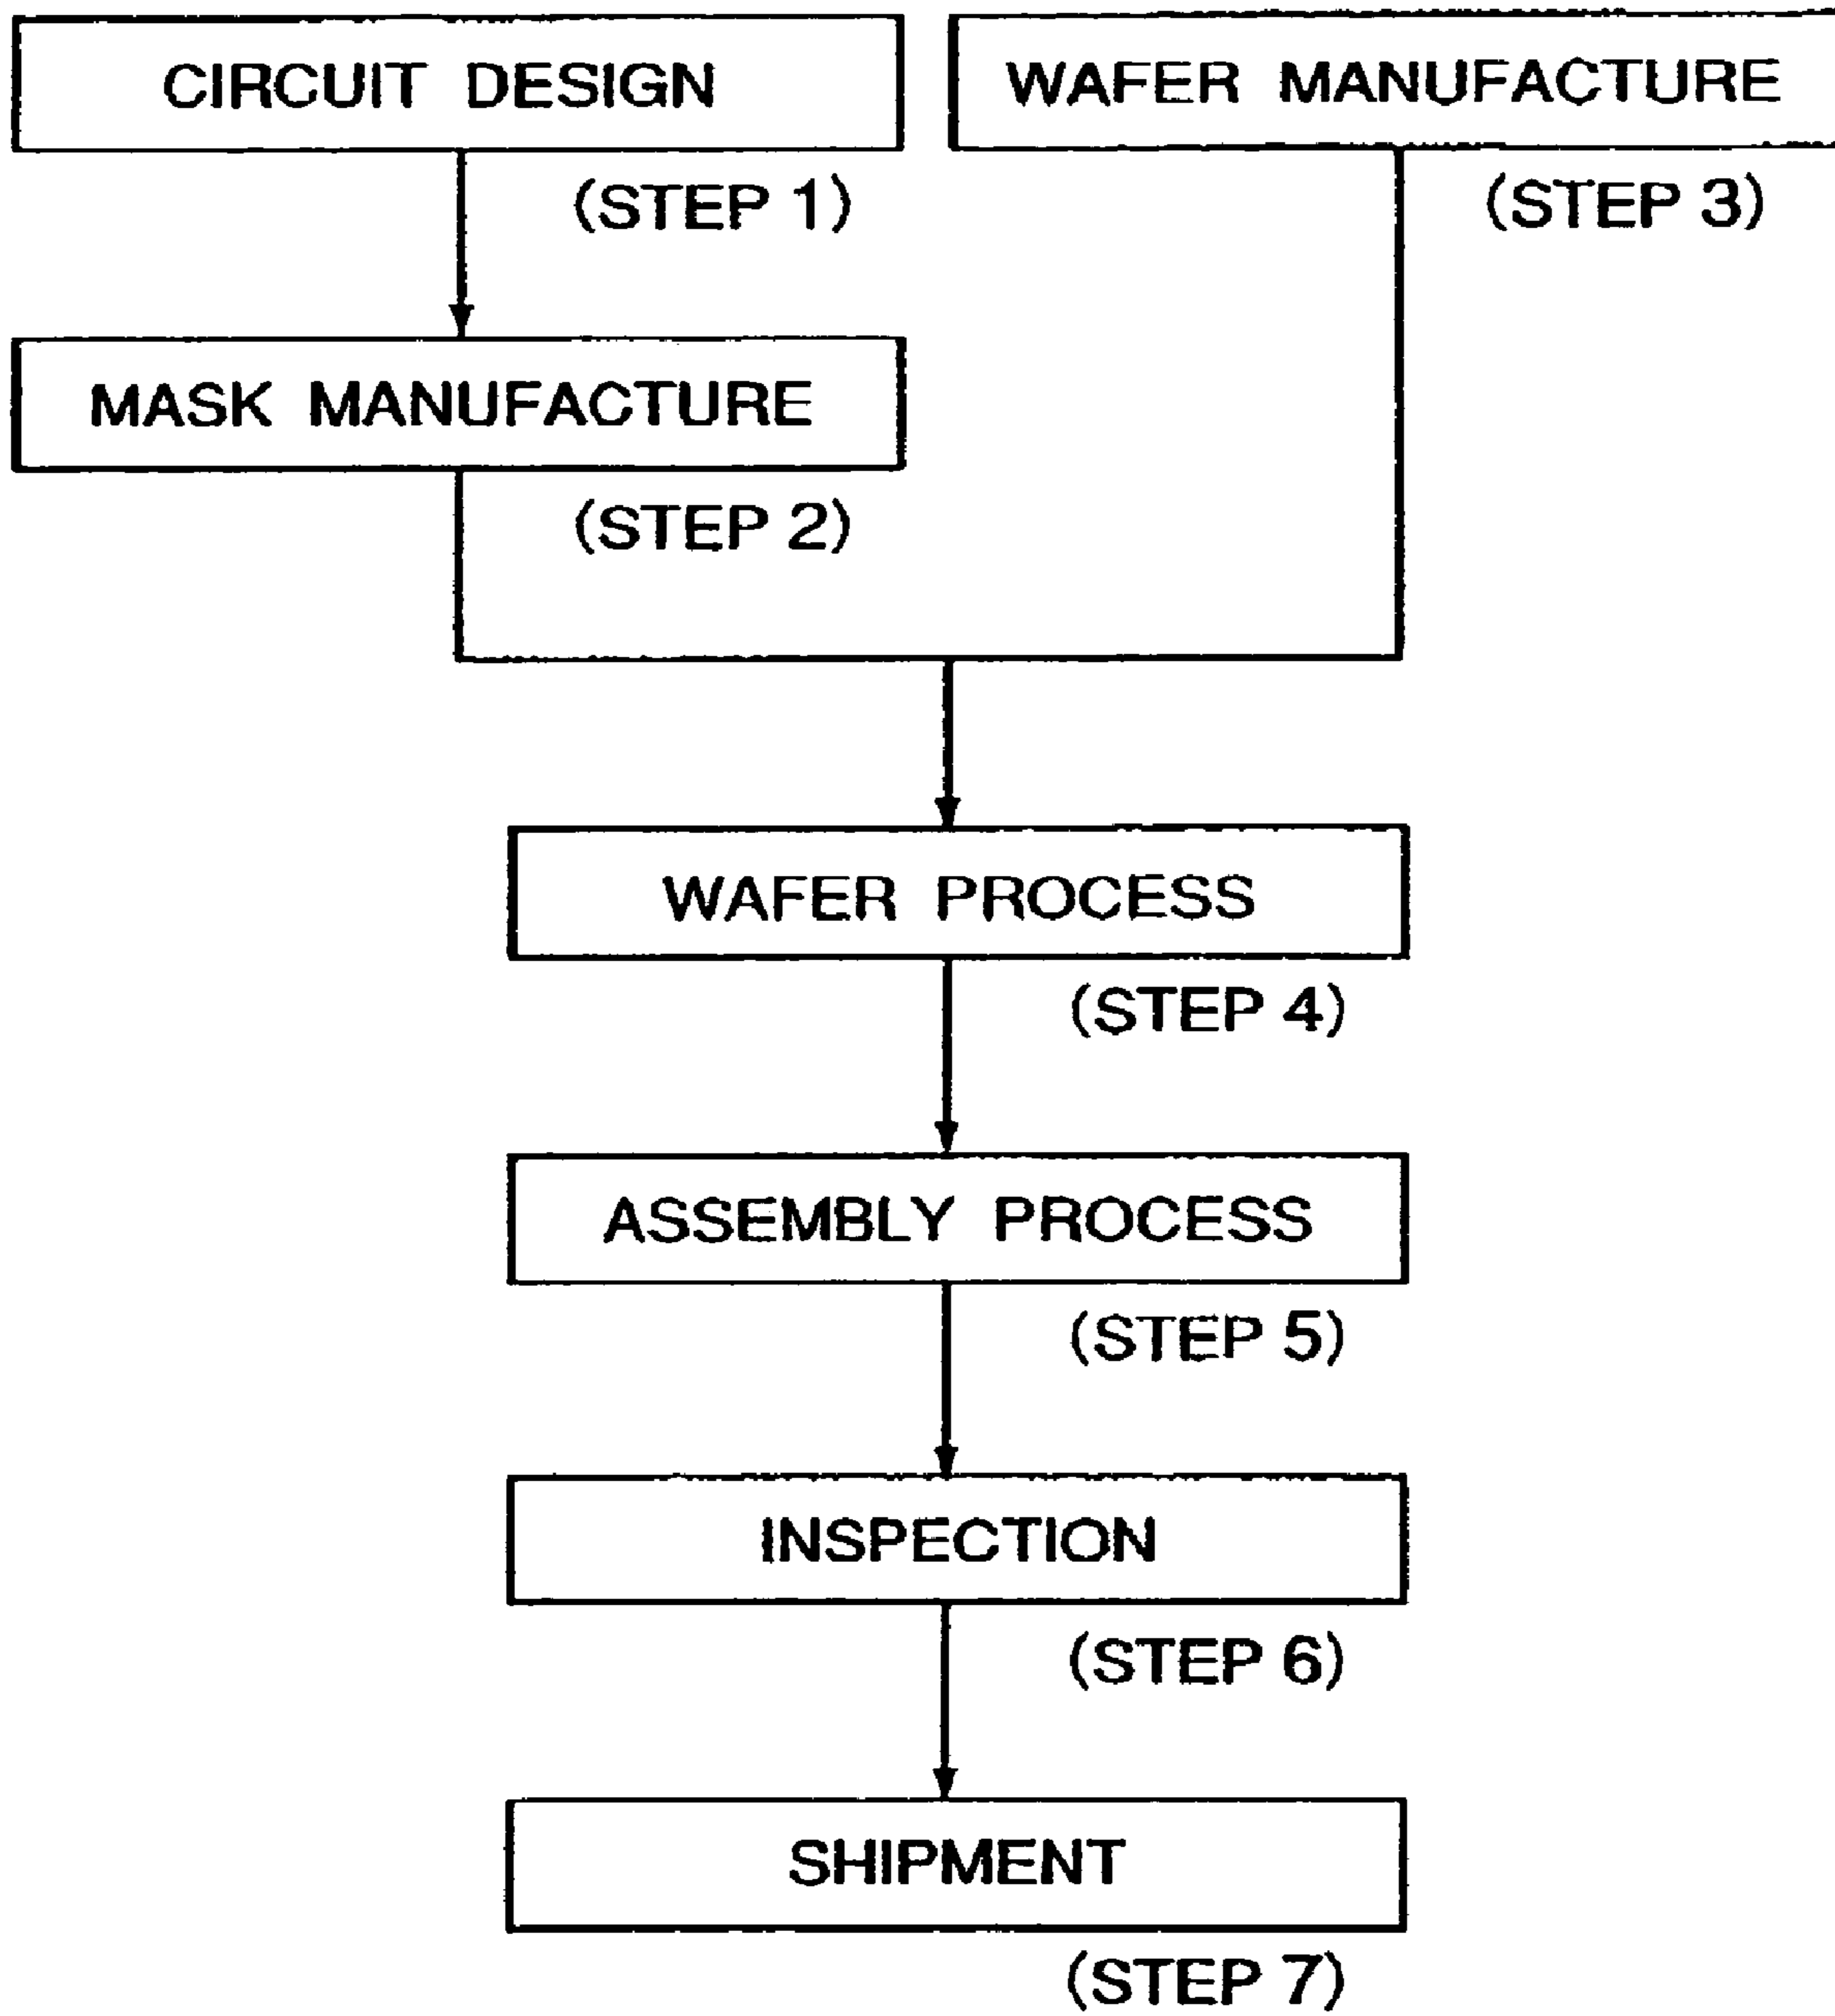 CIRCUIT DESIGN
(STEP 1)
MASK MANUFACTURE
(STEP 2)
WAFER MANUFACTURE
(STEP 3)
WAFER PROCESS
(STEP 4)
ASSEMBLY PROCESS
(STEP 5)
INSPECTION
(STEP 6)
SHIPMENT
(STEP 7)